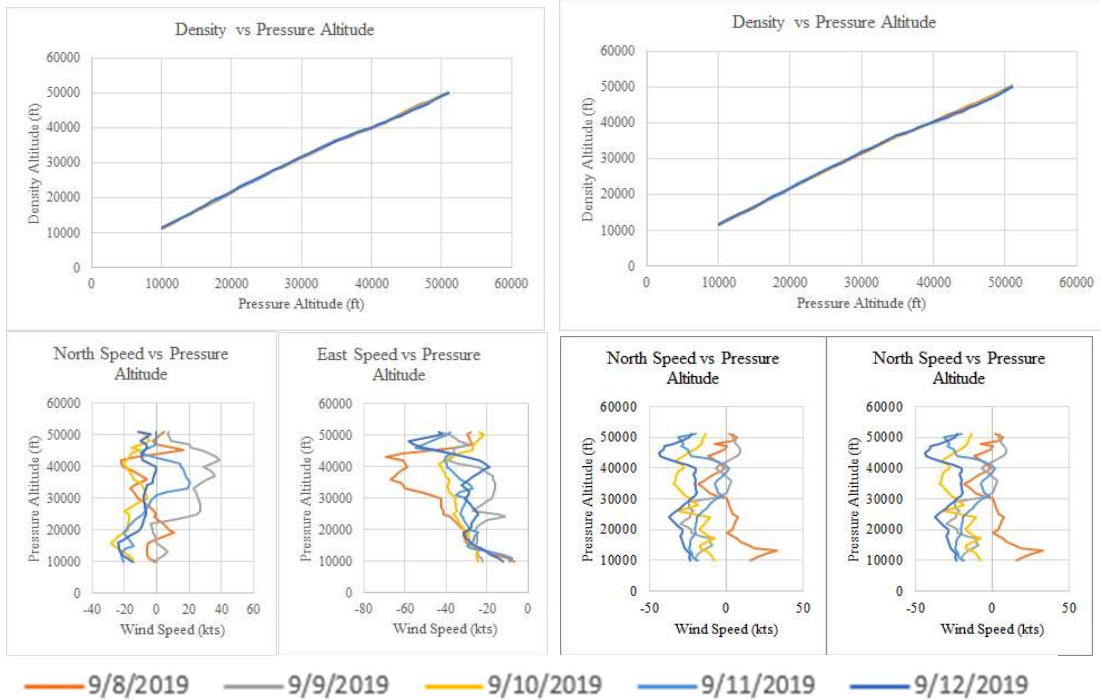 Density vs Pressure Altitude
60000
50000
40000
30000
20000
10000
0
Density Altitude (ft)
0 10000 20000 30000 40000 50000 60000
Pressure Altitude (ft)
Density vs Pressure Altitude
60000
50000
40000
30000
20000
10000
0
Density Altitude (ft)
0 10000 20000 30000 40000 50000 60000
Pressure Altitude (ft)
North Speed vs Pressure
Altitude
60000
50000
40000
30000
20000
10000
0
Pressure Altitude (ft)
-40 -20 0 20 40 60
Wind Speed (kts)
East Speed vs Pressure
Altitude
60000
50000
40000
30000
20000
10000
0
Pressure Altitude (ft)
-80 -60 -40 -20 0
Wind Speed (kts)
North Speed vs Pressure
Altitude
60000
50000
40000
30000
20000
10000
0
Pressure Altitude (ft)
-50 0 50
Wind Speed (kts)
North Speed vs Pressure
Altitude
60000
50000
40000
30000
20000
10000
0
Pressure Altitude (ft)
-50 0 50
Wind Speed (kts)
9/8/2019 9/9/2019 9/10/2019 9/11/2019 9/12/2019